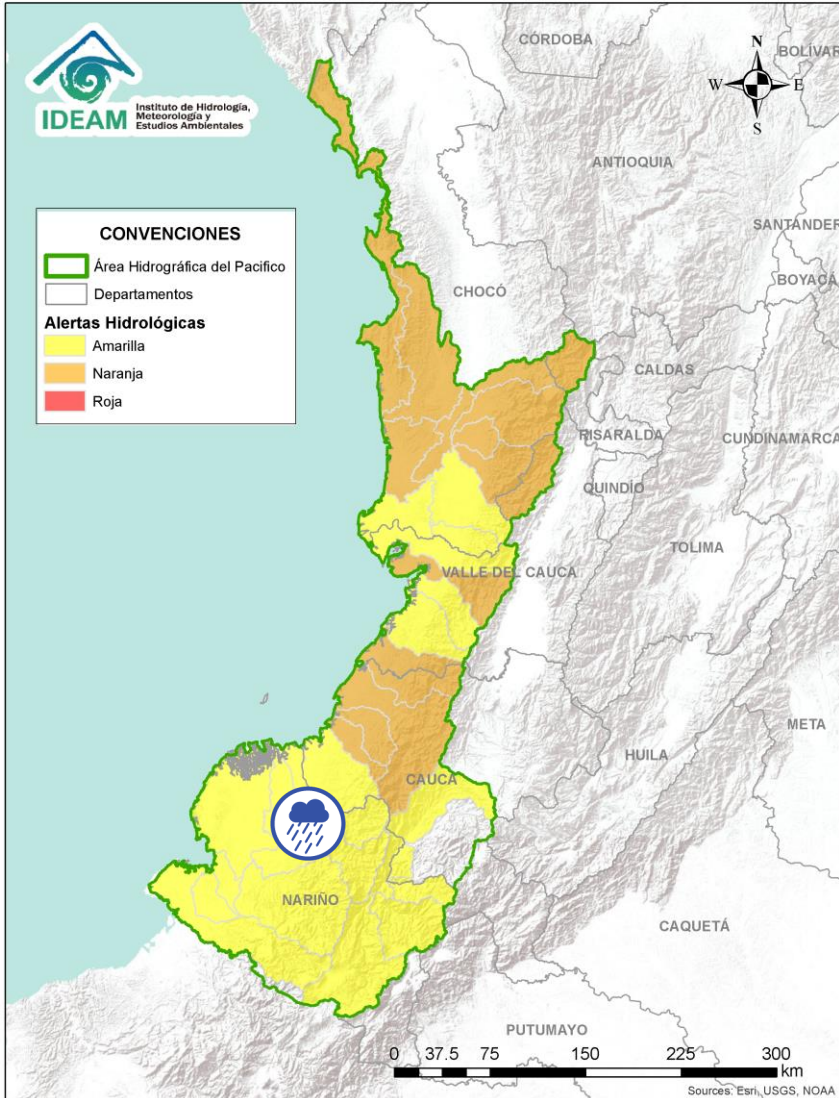 IDEAM
Instituto de Hidrología,
Meteorología y
Estudios Ambientales
N
W
E
S
CÓRDOBA
BOLÍVAR
ANTIOQUIA
SANTANDER
BOYACÁ
CHOCÓ
CALDAS
RISARALDA
CUNDINAMARCA
QUINDÍO
TOLIMA
VALLE DEL CAUCA
META
HUILA
CAUCA
NARIÑO
CAQUETÁ
PUTUMAYO
CONVENCIONES
Área Hidrográfica del Pacifico
Departamentos
Alertas Hidrológicas
Amarilla
Naranja
Roja
0 37.5 75 150 225 300
km
Sources: Esri, USGS, NOAA